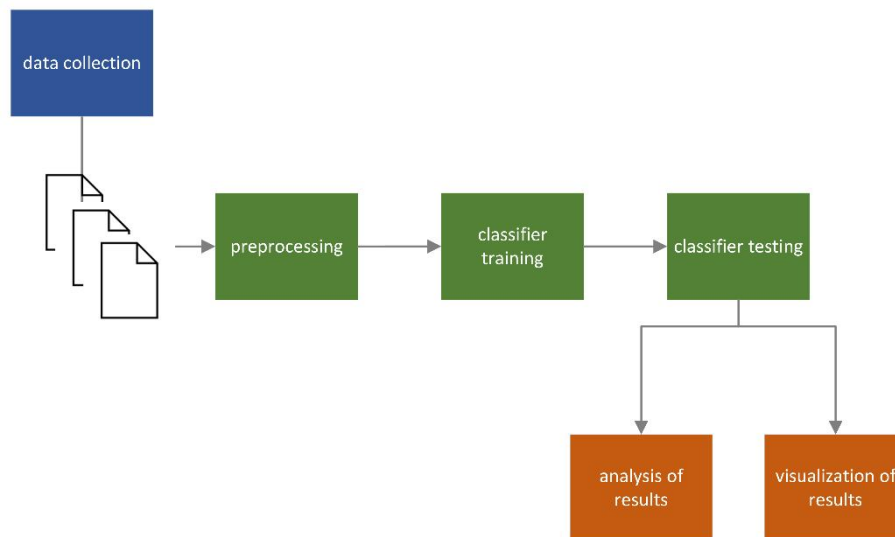 data collection
preprocessing
classifier
training
classifier testing
analysis of
results
visualization of
results